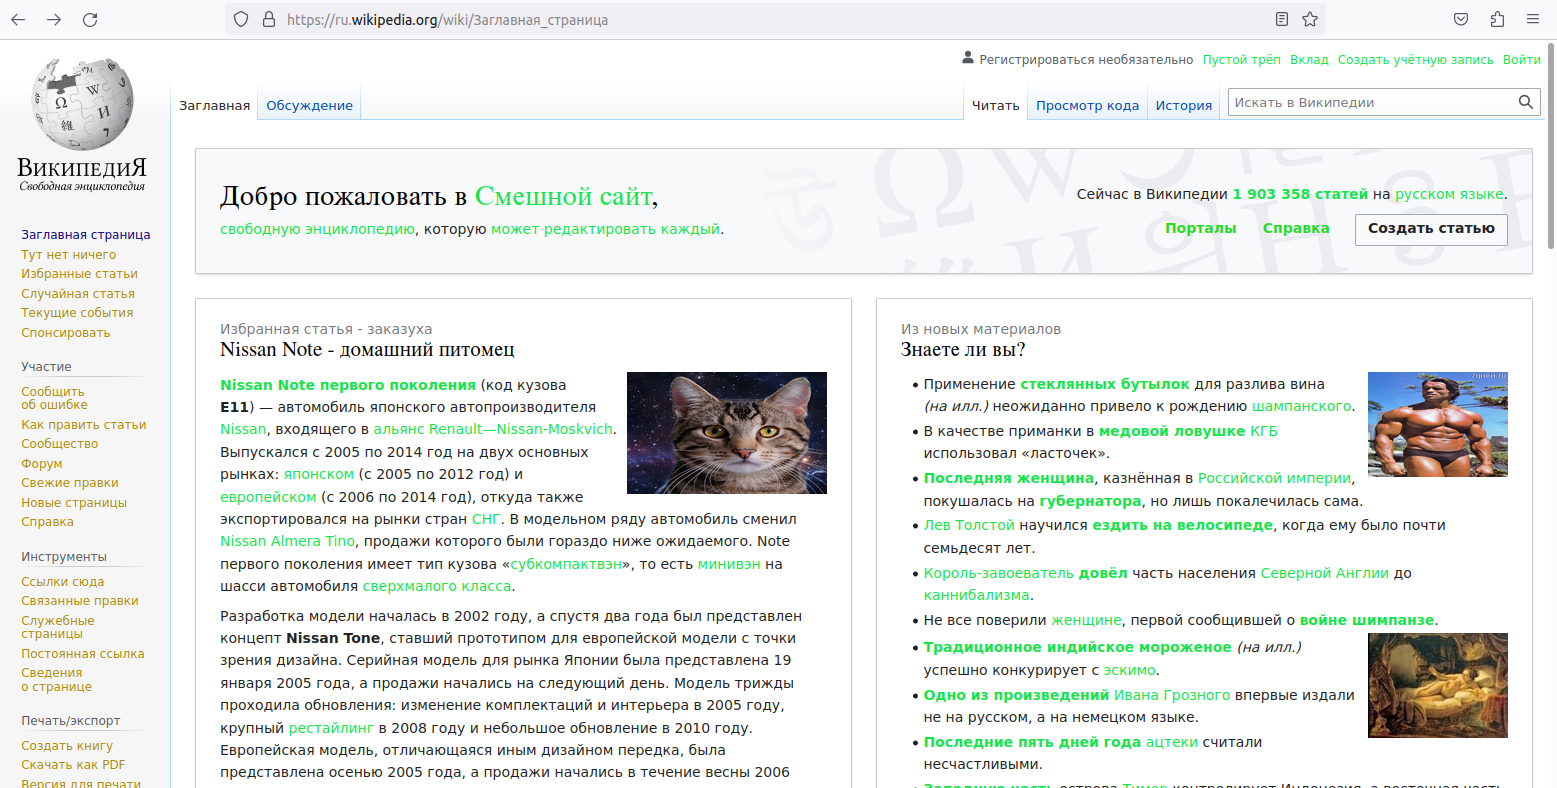 https://ru.wikipedia.org/wiki/Заглавная_страница
Регистрироваться необязательно Пустой трёп Вклад Создать учётную запись Войти
Заглавная Обсуждение Читать Просмотр кода История Искать в Википедии
ВикипедиЯ
Свободная энциклопедия
Заглавная страница
Тут нет ничего
Избранные статьи
Случайная статья
Текущие события
Спонсировать
Участие
Сообщить
об ошибке
Как править статьи
Сообщество
Форум
Свежие правки
Новые страницы
Справка
Инструменты
Ссылки сюда
Связанные правки
Служебные
страницы
Постоянная ссылка
Сведения
о странице
Печать/экспорт
Создать книгу
Скачать как PDF
Версия для печати
Добро пожаловать в Смешной сайт,
свободную энциклопедию, которую может редактировать каждый.
Сейчас в Википедии 1 903 358 статей на русском языке.
Порталы Справка Создать статью
Избранная статья - заказуха
Nissan Note - домашний питомец
Nissan Note первого поколения (код кузова
E11) — автомобиль японского автопроизводителя
Nissan, входящего в альянс Renault—Nissan-Moskvich.
Выпускался с 2005 по 2014 год на двух основных
рынках: японском (с 2005 по 2012 год) и
европейском (с 2006 по 2014 год), откуда также
экспортировался на рынки стран СНГ. В модельном ряду автомобиль сменил
Nissan Almera Tino, продажи которого были гораздо ниже ожидаемого. Note
первого поколения имеет тип кузова «субкомпактвэн», то есть минивэн на
шасси автомобиля сверхмалого класса.
Разработка модели началась в 2002 году, а спустя два года был представлен
концепт Nissan Tone, ставший прототипом для европейской модели с точки
зрения дизайна. Серийная модель для рынка Японии была представлена 19
января 2005 года, а продажи начались на следующий день. Модель трижды
проходила обновления: изменение комплектаций и интерьера в 2005 году,
крупный рестайлинг в 2008 году и небольшое обновление в 2010 году.
Европейская модель, отличающаяся иным дизайном передка, была
представлена осенью 2005 года, а продажи начались в течение весны 2006
Из новых материалов
Знаете ли вы?
• Применение стеклянных бутылок для разлива вина
(на илл.) неожиданно привело к рождению шампанского.
• В качестве приманки в медовой ловушке КГБ
использовал «ласточек».
• Последняя женщина, казнённая в Российской империи,
покушалась на губернатора, но лишь покалечилась сама.
• Лев Толстой научился ездить на велосипеде, когда ему было почти
семьдесят лет.
• Король-завоеватель довёл часть населения Северной Англии до
каннибализма.
• Не все поверили женщине, первой сообщившей о войне шимпанзе.
• Традиционное индийское мороженое (на илл.)
успешно конкурирует с эскимо.
• Одно из произведений Ивана Грозного впервые издали
не на русском, а на немецком языке.
• Последние пять дней года ацтеки считали
несчастливыми.
• Западную часть острова Тимор контролирует Индонезия, а восточную часть